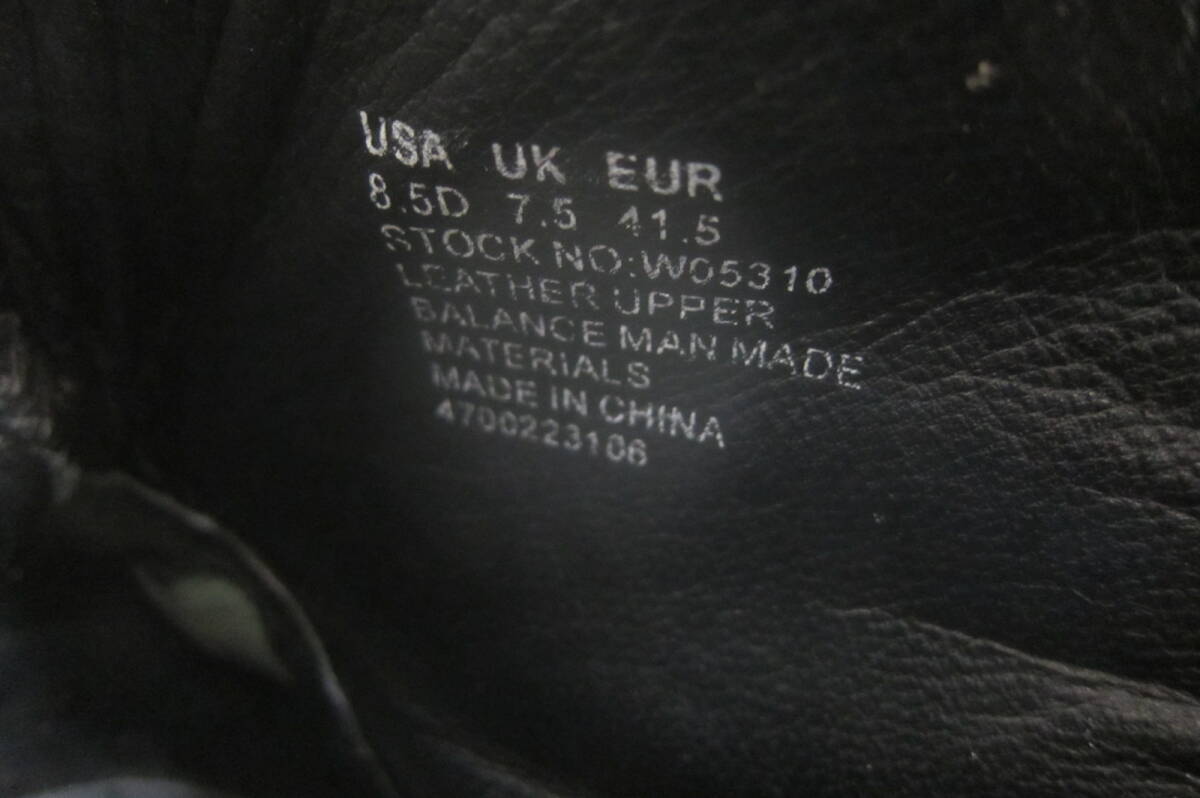 USA UK EUR
8.5D 7.5 41.5
STOCK NO:W05310
LEATHER UPPER
BALANCE MAN MADE
MATERIALS
MADE IN CHINA
4700223106